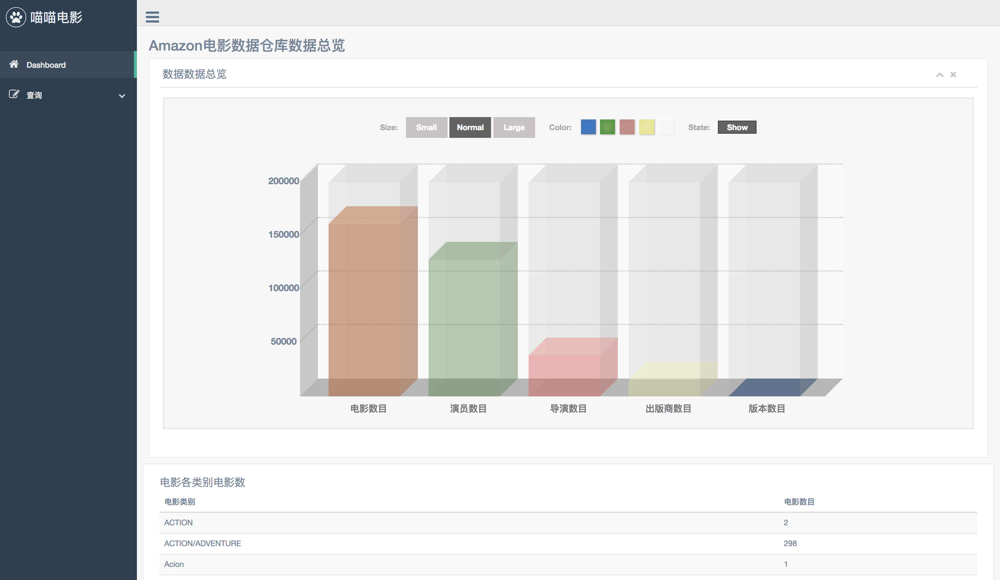 喵喵电影
Dashboard
查询
Amazon电影数据仓库数据总览
数据数据总览
Size: Small Normal Large Color: State: Show
200000
150000
100000
50000
电影数目 演员数目 导演数目 出版商数目 版本数目
电影各类别电影数
电影类别 电影数目
ACTION 2
ACTION/ADVENTURE 298
Acion 1